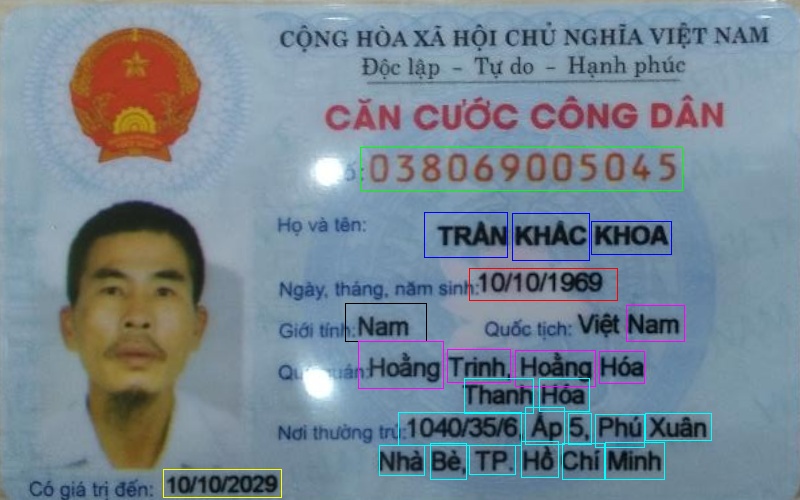 CỘNG HÒA XÃ HỘI CHỦ NGHĨA VIỆT NAM
Độc lập - Tự do - Hạnh phúc
CĂN CƯỚC CÔNG DÂN
Số: 038069005045
Họ và tên: TRẦN KHẮC KHOA
Ngày, tháng, năm sinh: 10/10/1969
Giới tính: Nam Quốc tịch: Việt Nam
Quê quán: Hoằng Trinh, Hoằng Hóa
Thanh Hóa
Nơi thường trú: 1040/35/6, Ấp 5, Phú Xuân
Nhà Bè, TP. Hồ Chí Minh
Có giá trị đến: 10/10/2029